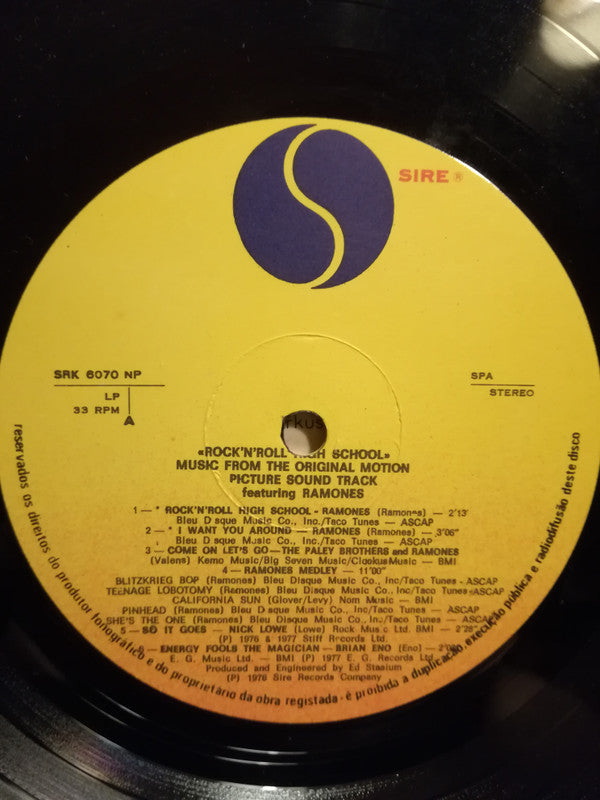 SIRE ®
SRK 6070 NP
LP
33 RPM
A
SPA
STEREO
rkus
«ROCK'N'ROLL HIGH SCHOOL»
MUSIC FROM THE ORIGINAL MOTION
PICTURE SOUND TRACK
featuring RAMONES
1 — * ROCK'N'ROLL HIGH SCHOOL - RAMONES (Ramones) — 2'13
Bleu Disque Music Co., Inc./Taco Tunes - ASCAP
2 — * I WANT YOU AROUND — RAMONES (Ramones) — 3'06"
Bleu Disque Music Co., Inc./Taco Tunes — ASCAP
3 — COME ON LET'S GO — THE PALEY BROTHERS and RAMONES
(Valens) Kemo Music/Big Seven Music/ClookusMusic — BMI
4 — RAMONES MEDLEY — 11'00"
BLITZKRIEG BOP (Ramones) Bleu Disque Music Co., Inc/Taco Tunes - ASCAP
TEENAGE LOBOTOMY (Ramones) Bleu Disque Music Co., Inc/Taco Tunes - ASCAP
CALIFORNIA SUN (Glover/Levy) Nom Music — BMI
PINHEAD (Ramones) Bleu Disque Music Co., Inc/Taco Tunes — ASCAP
SHE'S THE ONE (Ramones) Bleu Disque Music Co., Inc/Taco Tunes — ASCAP
5 — SO IT GOES — NICK LOWE (Lowe) Rock Music Ltd. BMI — 2'28"
(P) 1976 & 1977 Stiff Records Ltd.
6 — ENERGY FOOLS THE MAGICIAN — BRIAN ENO (Eno) —
E. G. Music Ltd. — BMI (P) 1977 E. G. Records Ltd.
Produced and Engineered by Ed Stasium
(P) 1976 Sire Records Company
reservados os direitos do produtor fonográfico e do proprietário da obra registada - é proibida a duplicação, execução pública e radiodifusão deste disco